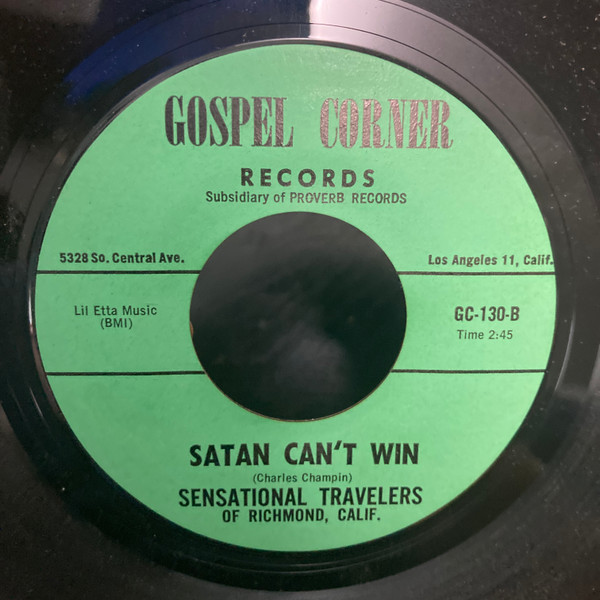 GOSPEL CORNER
RECORDS
Subsidiary of PROVERB RECORDS
5328 So. Central Ave.
Los Angeles 11, Calif.
Lil Etta Music
(BMI)
GC-130-B
Time 2:45
SATAN CAN'T WIN
(Charles Champin)
SENSATIONAL TRAVELERS
OF RICHMOND, CALIF.